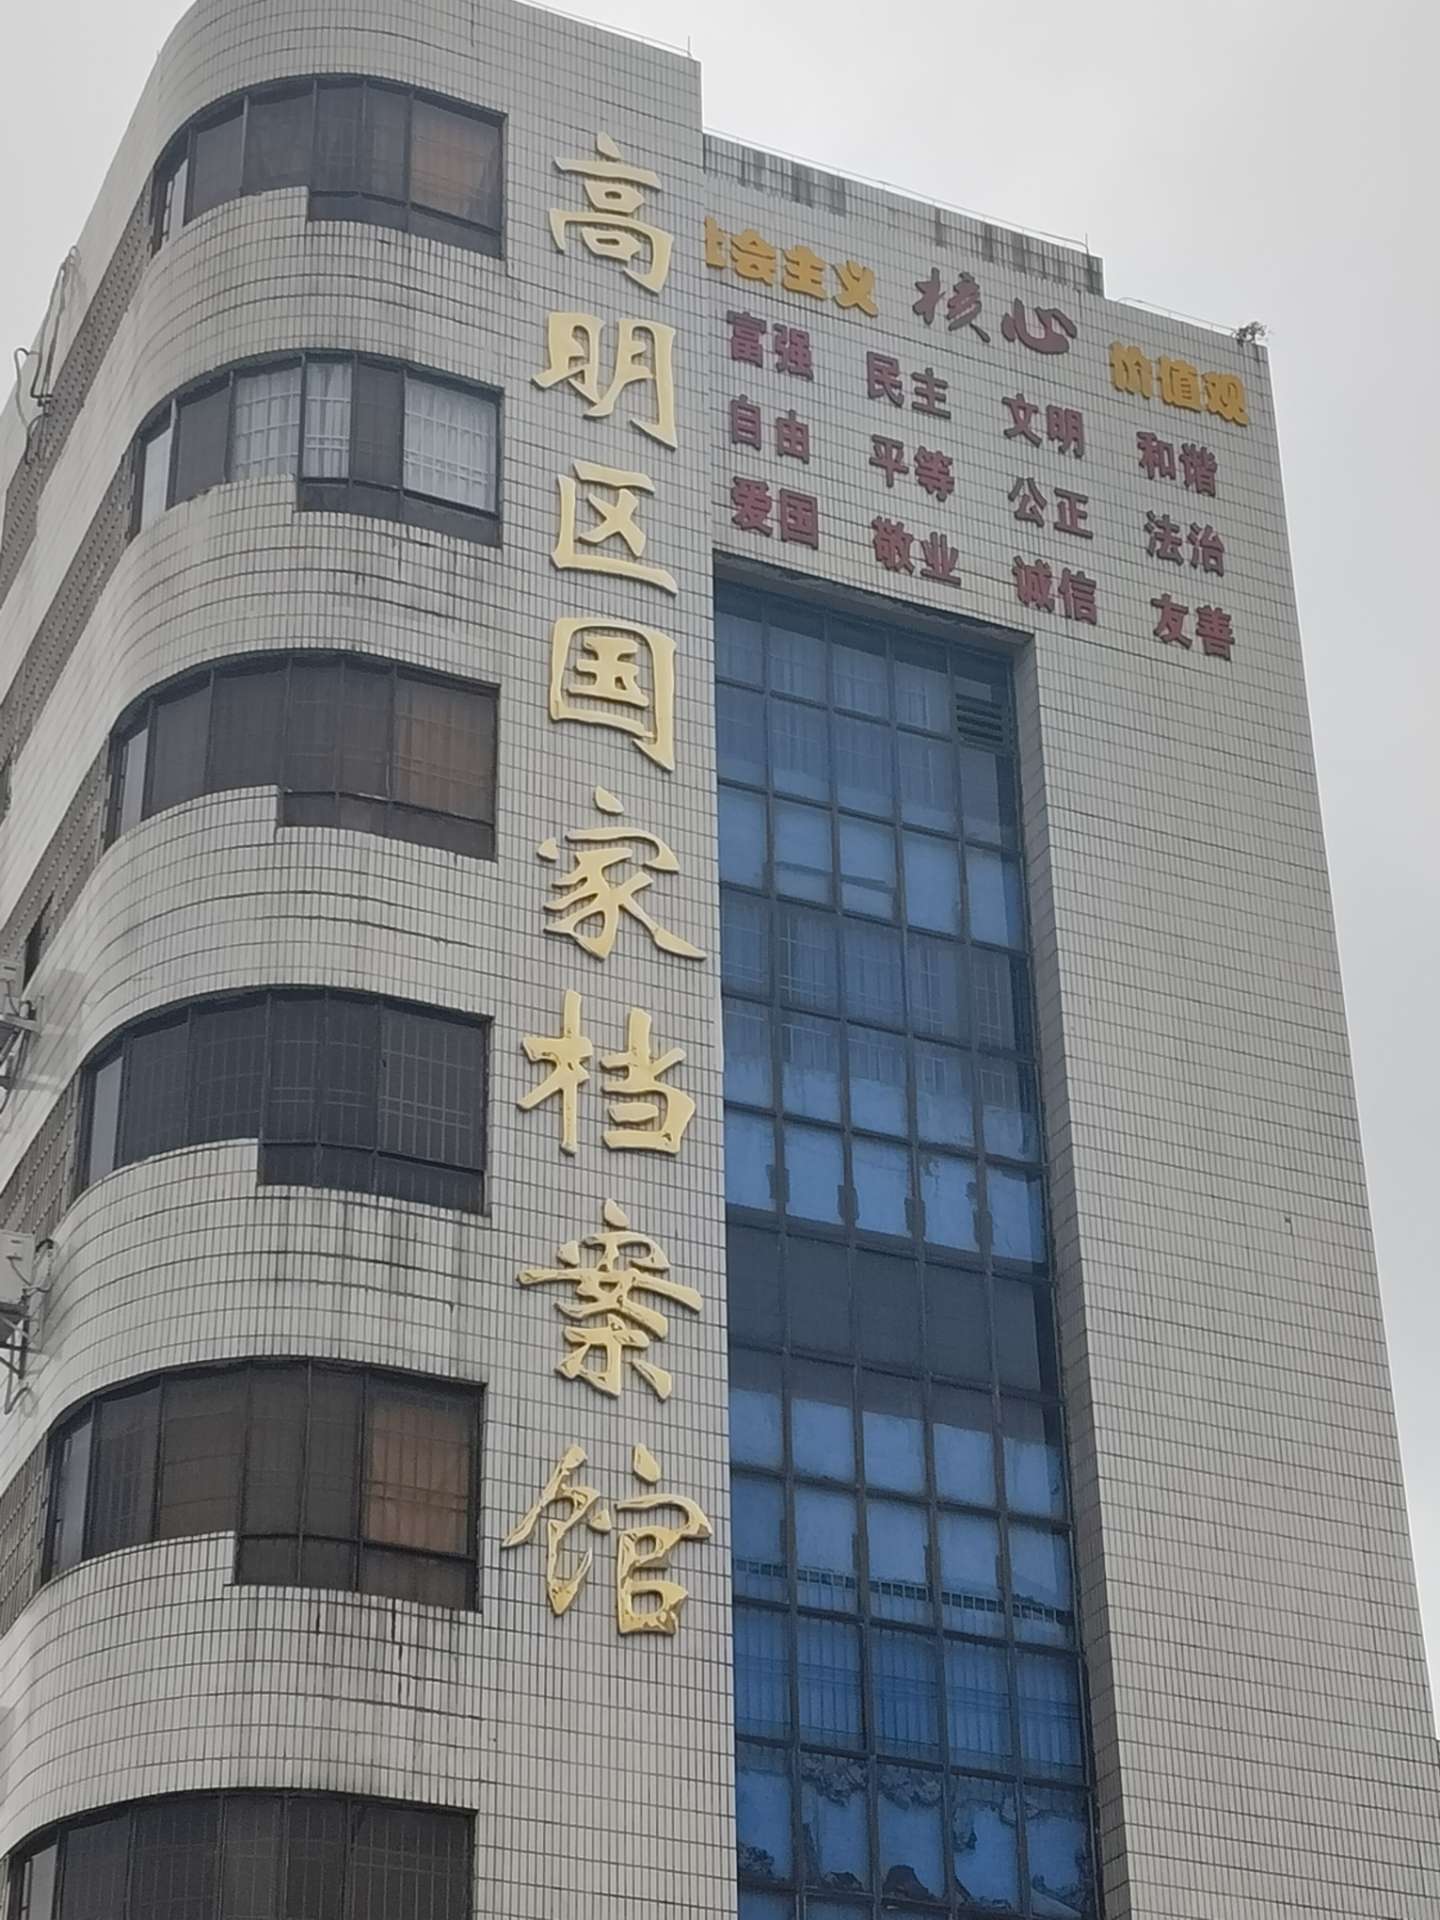 高明区国家档案馆
社会主义 核心 价值观
富强 民主 文明 和谐
自由 平等 公正 法治
爱国 敬业 诚信 友善